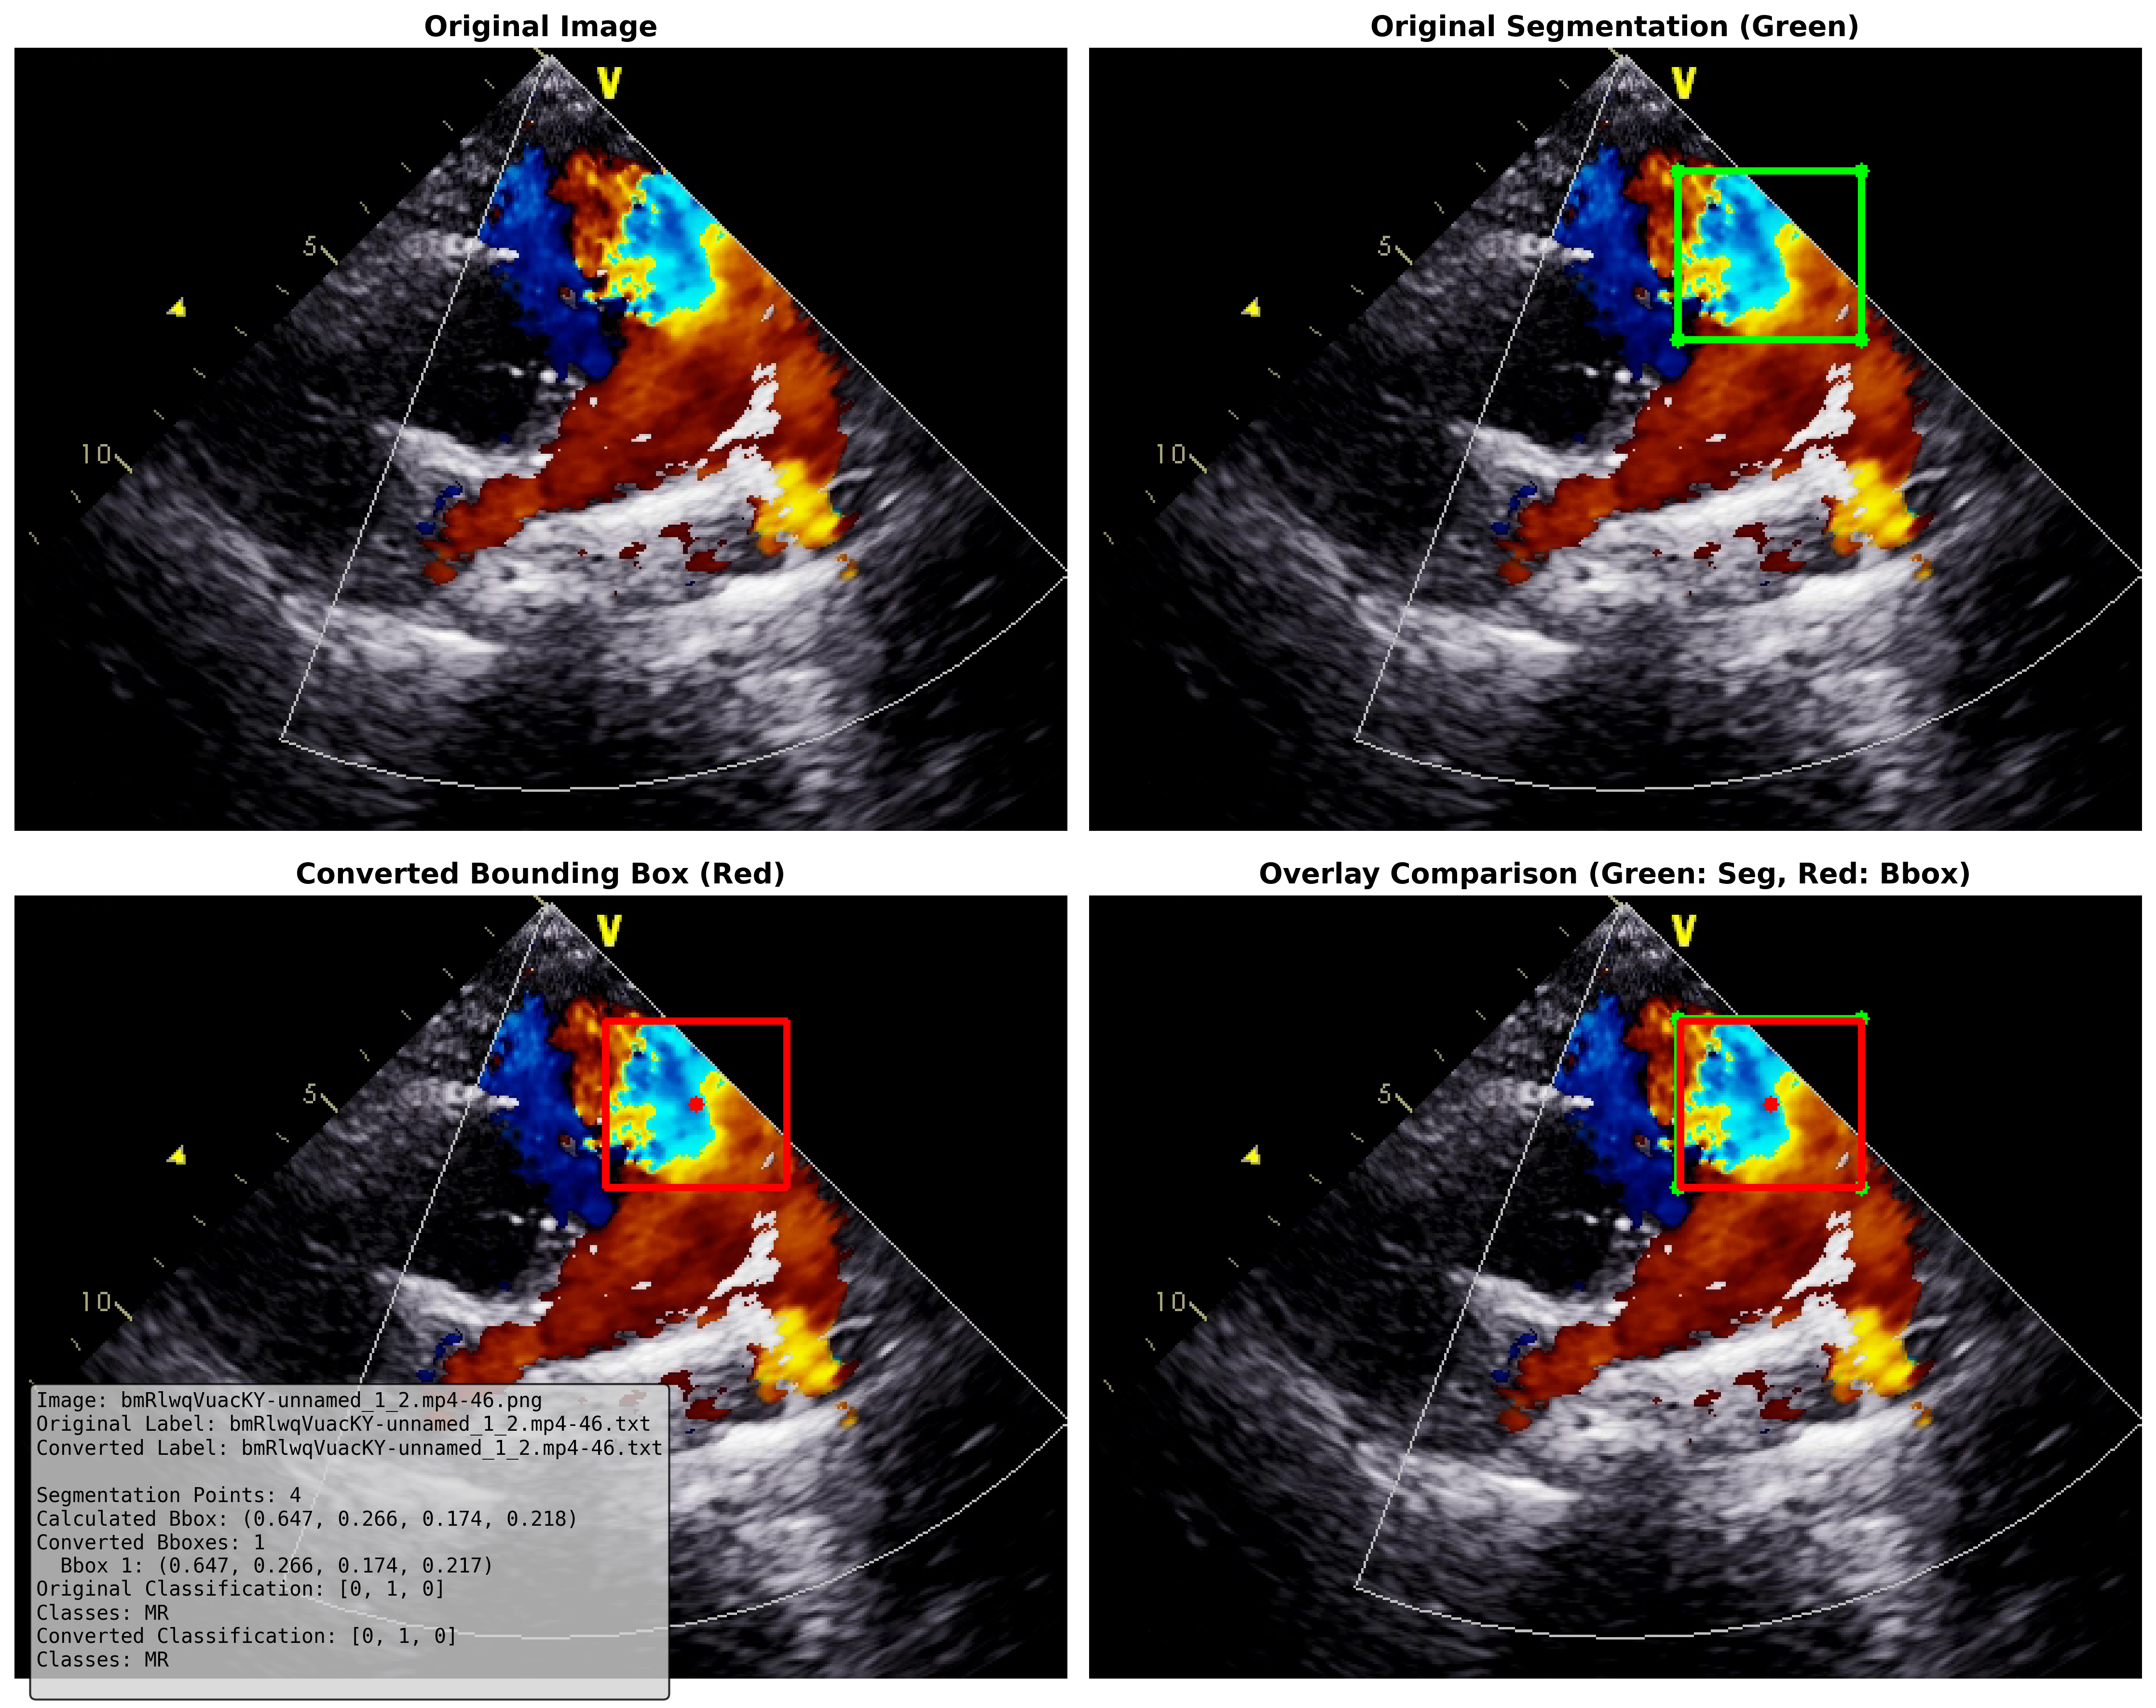 Original Image
Original Segmentation (Green)
V
5
10
V
5
10
Converted Bounding Box (Red)
Overlay Comparison (Green: Seg, Red: Bbox)
V
5
10
V
5
10
Image: bmRlwqVuacKY-unnamed_1_2.mp4-46.png
Original Label: bmRlwqVuacKY-unnamed_1_2.mp4-46.txt
Converted Label: bmRlwqVuacKY-unnamed_1_2.mp4-46.txt
Segmentation Points: 4
Calculated Bbox: (0.647, 0.266, 0.174, 0.218)
Converted Bboxes: 1
Bbox 1: (0.647, 0.266, 0.174, 0.217)
Original Classification: [0, 1, 0]
Classes: MR
Converted Classification: [0, 1, 0]
Classes: MR